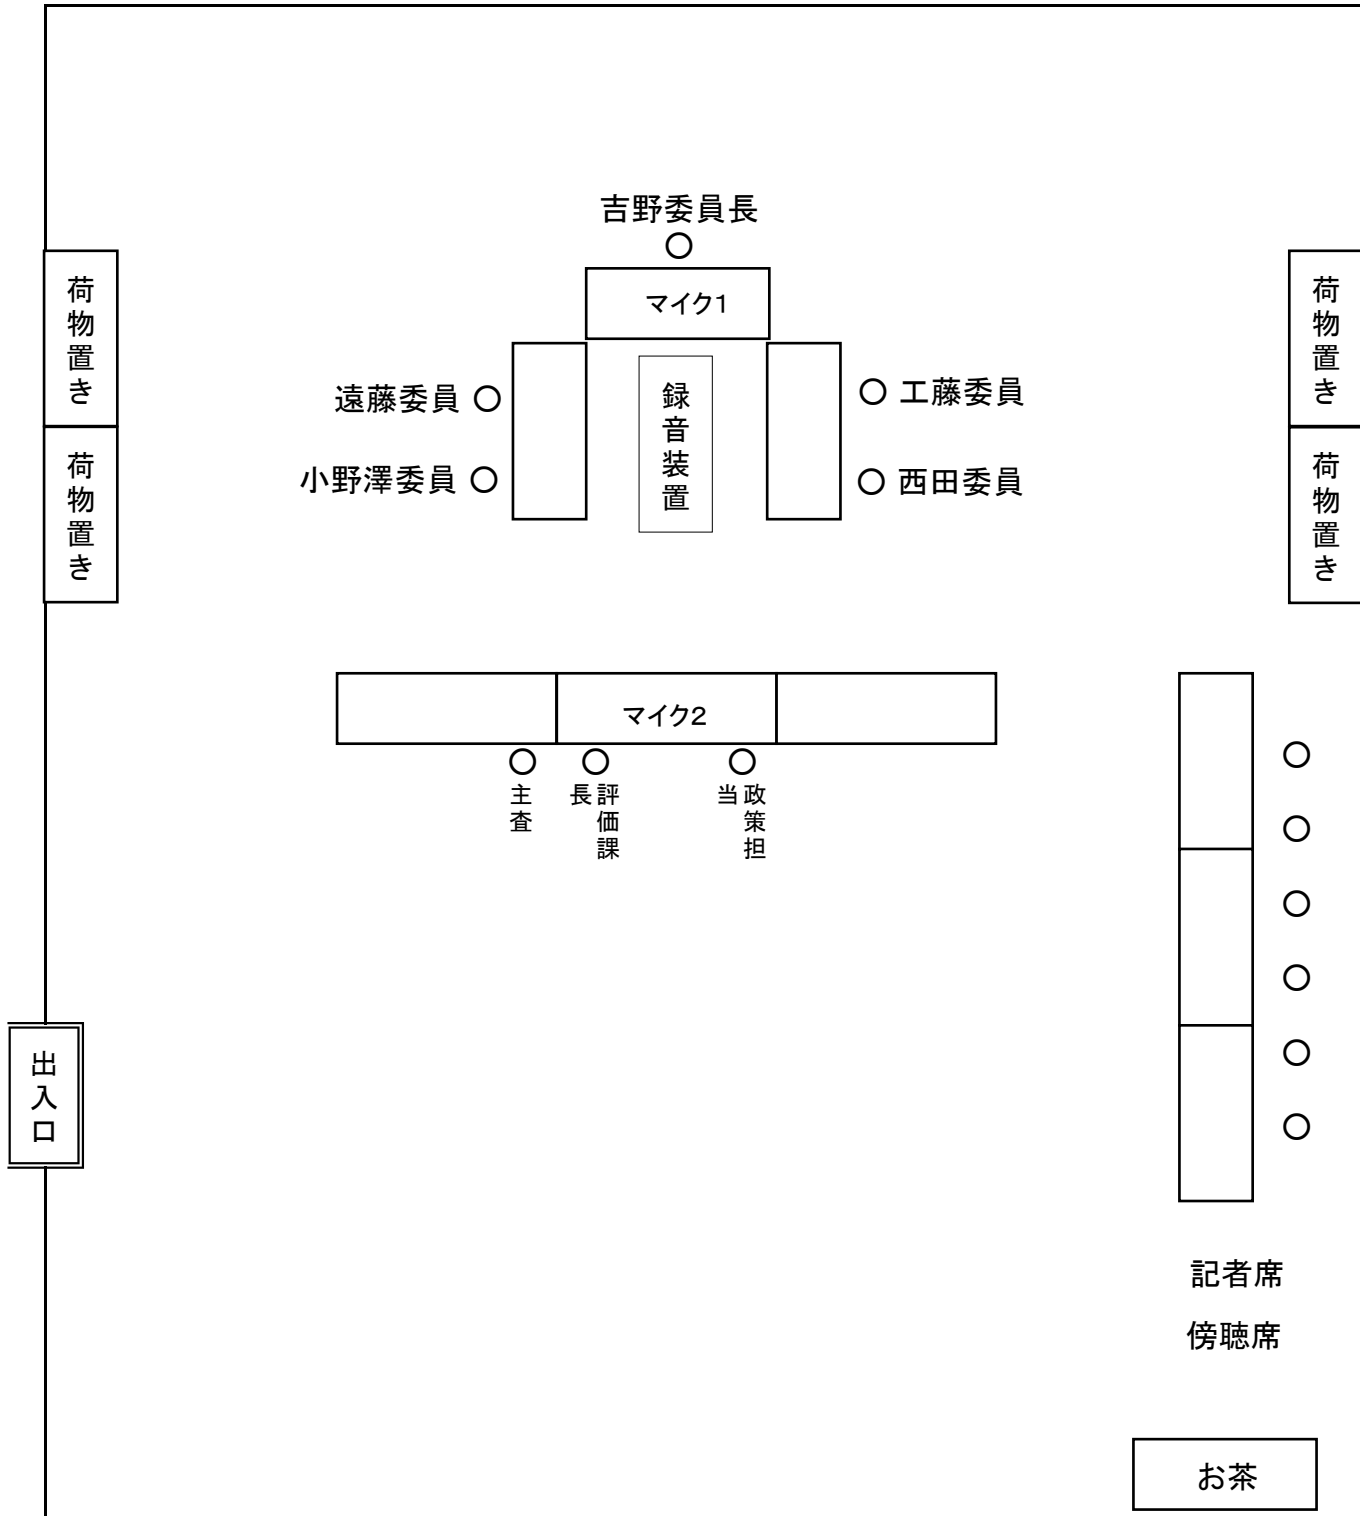 吉野委員長
マイク1
荷物置き
荷物置き
遠藤委員
工藤委員
録音装置
小野澤委員
西田委員
荷物置き
荷物置き
マイク2
主査
評価課
長
政策担
当
出入口
記者席
傍聴席
お茶